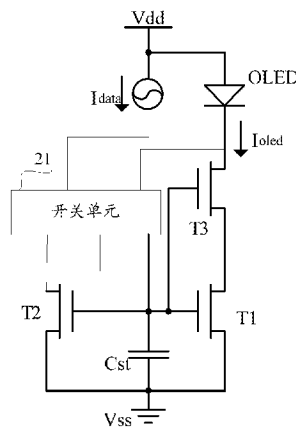 Vdd
OLED
Idata
Ioled
21
开关单元
T3
T2
T1
Cst
Vss